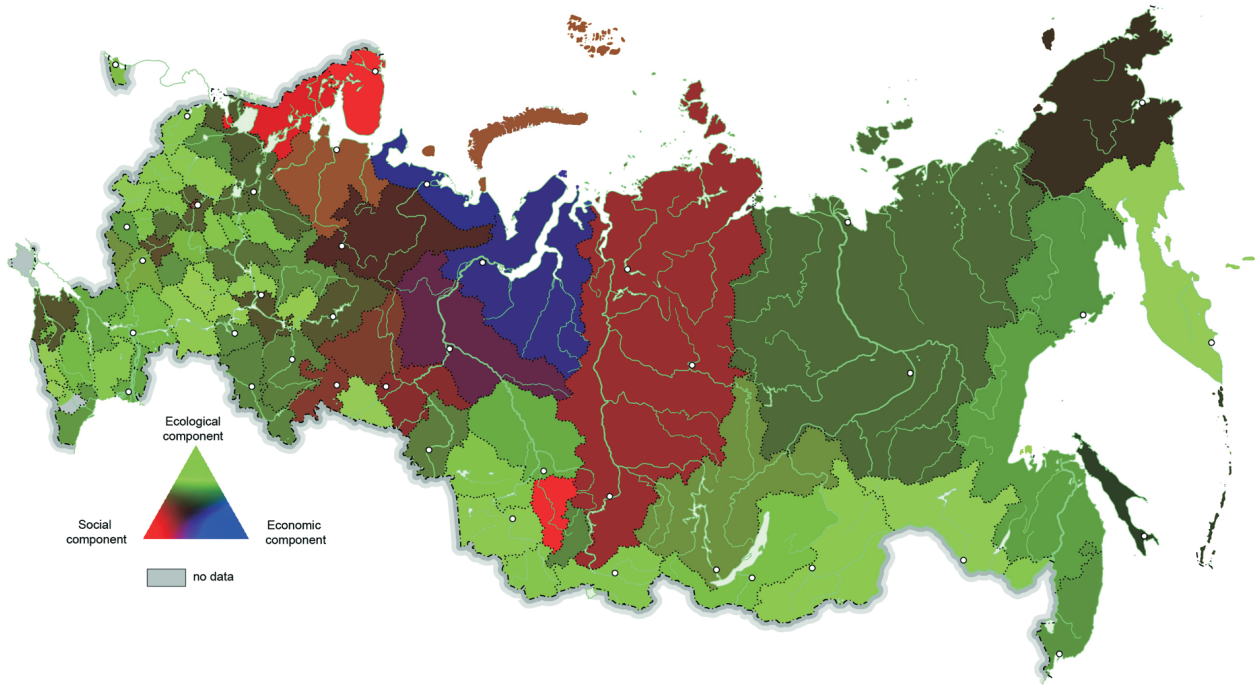 Ecological
component
Social
component
Economic
component
no data